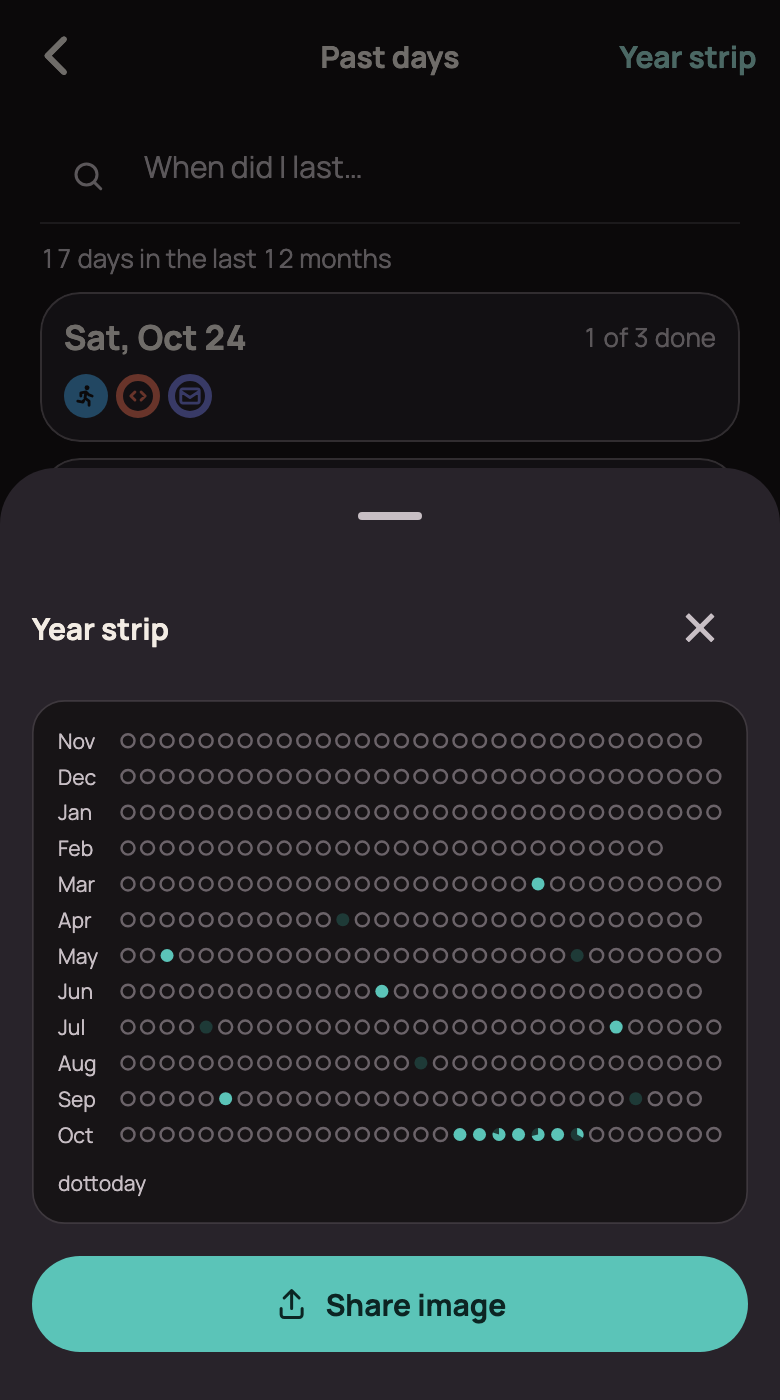 Past days
Year strip
When did I last...
17 days in the last 12 months
Sat, Oct 24
1 of 3 done
Year strip
Nov
Dec
Jan
Feb
Mar
Apr
May
Jun
Jul
Aug
Sep
Oct
dottoday
Share image